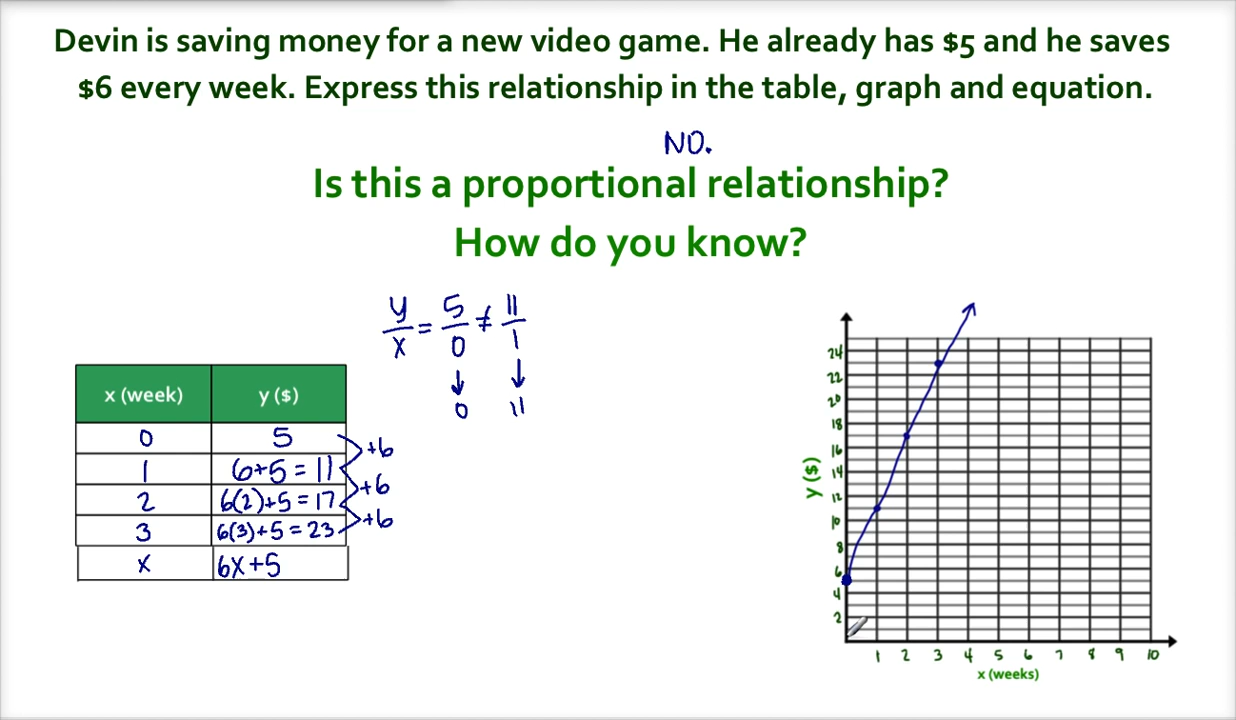 Devin is saving money for a new video game. He already has $5 and he saves
$6 every week. Express this relationship in the table, graph and equation.
NO.
Is this a proportional relationship?
How do you know?
y/x = 5/0 ≠ 11/1
↓ ↓
0 11
x (week) y ($)
0 5
1 6+5 = 11
2 6(2)+5 = 17
3 6(3)+5 = 23
x 6x+5
+6
+6
+6
y ($)
24
22
20
18
16
14
12
10
8
6
4
2
1 2 3 4 5 6 7 8 9 10
x (weeks)